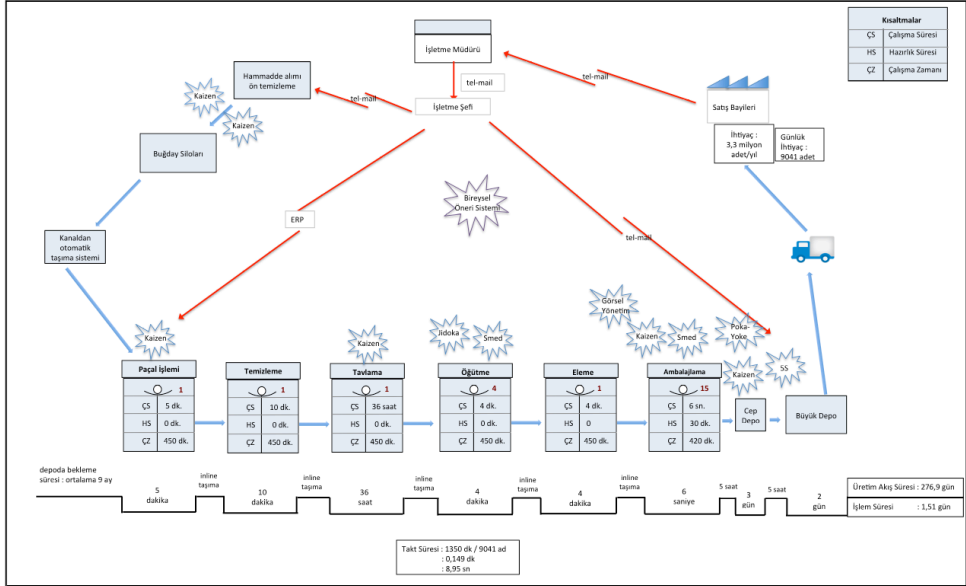 Kısaltmalar
ÇS Çalışma Süresi
HS Hazırlık Süresi
ÇZ Çalışma Zamanı
İşletme Müdürü
tel-mail
İşletme Şefi
tel-mail
tel-mail
Satış Bayileri
İhtiyaç :
3,3 milyon
adet/yıl
Günlük
İhtiyaç :
9041 adet
Hammadde alımı
ön temizleme
Kaizen
Kaizen
Buğday Siloları
Kanaldan
otomatik
taşıma sistemi
ERP
Bireysel
Öneri Sistemi
tel-mail
Kaizen
Kaizen
Jidoka
Smed
Görsel
Yönetim
Kaizen
Smed
Poka-
Yoke
Kaizen
5S
Paçal İşlemi
1
ÇS 5 dk.
HS 0 dk.
ÇZ 450 dk.
Temizleme
1
ÇS 10 dk.
HS 0 dk.
ÇZ 450 dk.
Tavlama
1
ÇS 36 saat
HS 0 dk.
ÇZ 450 dk.
Öğütme
4
ÇS 4 dk.
HS 0 dk.
ÇZ 450 dk.
Eleme
1
ÇS 4 dk.
HS 0
ÇZ 450 dk.
Ambalajlama
15
ÇS 6 sn.
HS 30 dk.
ÇZ 420 dk.
Cep
Depo
Büyük Depo
depoda bekleme
süresi : ortalama 9 ay
5
dakika
inline
taşıma
10
dakika
inline
taşıma
36
saat
inline
taşıma
4
dakika
inline
taşıma
4
dakika
inline
taşıma
6
saniye
5 saat
3
gün
5 saat
2
gün
Üretim Akış Süresi : 276,9 gün
İşlem Süresi : 1,51 gün
Takt Süresi : 1350 dk / 9041 ad
: 0,149 dk
: 8,95 sn